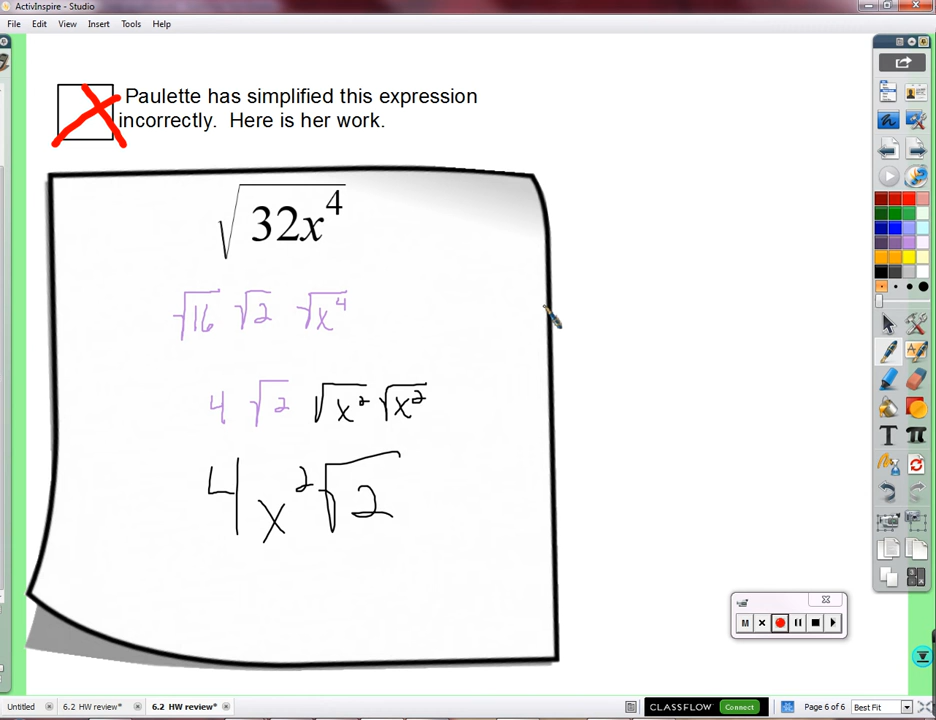 ActivInspire - Studio
File Edit View Insert Tools Help
Paulette has simplified this expression
incorrectly. Here is her work.
√32x⁴
√16 √2 √x⁴
4 √2 √x² √x²
4x²√2
M
Untitled 6.2 HW review* 6.2 HW review* CLASSFLOW Connect Page 6 of 6 Best Fit